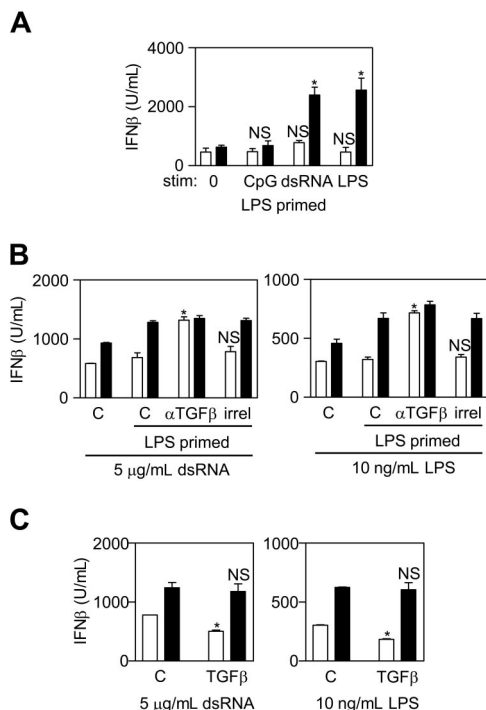 A
IFNβ (U/mL)
4000
2000
0
NS
NS
*
NS
*
stim: 0 CpG dsRNA LPS
LPS primed
B
IFNβ (U/mL)
2000
1000
0
*
NS
C C αTGFβ irrel
LPS primed
5 μg/mL dsRNA
1000
500
0
*
NS
C C αTGFβ irrel
LPS primed
10 ng/mL LPS
C
IFNβ (U/mL)
2000
1000
0
*
NS
C TGFβ
5 μg/mL dsRNA
1000
500
0
*
NS
C TGFβ
10 ng/mL LPS